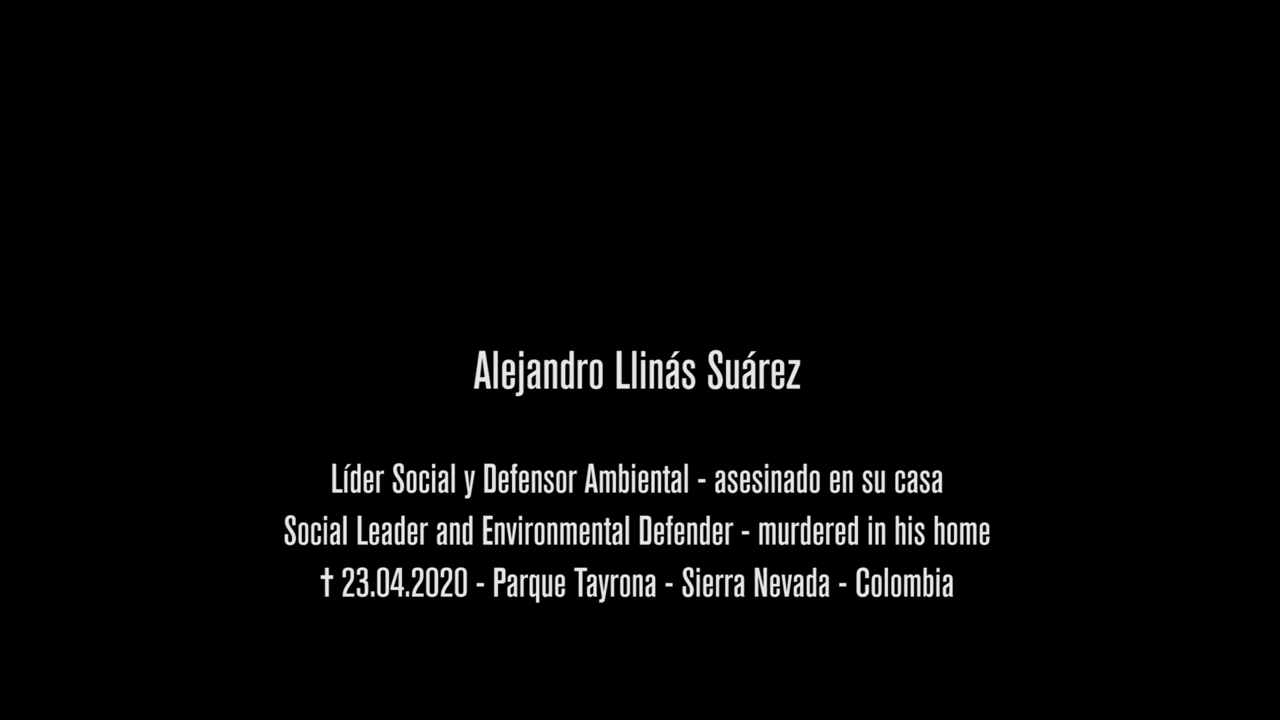 Alejandro Llinás Suárez
Líder Social y Defensor Ambiental - asesinado en su casa
Social Leader and Environmental Defender - murdered in his home
† 23.04.2020 - Parque Tayrona - Sierra Nevada - Colombia